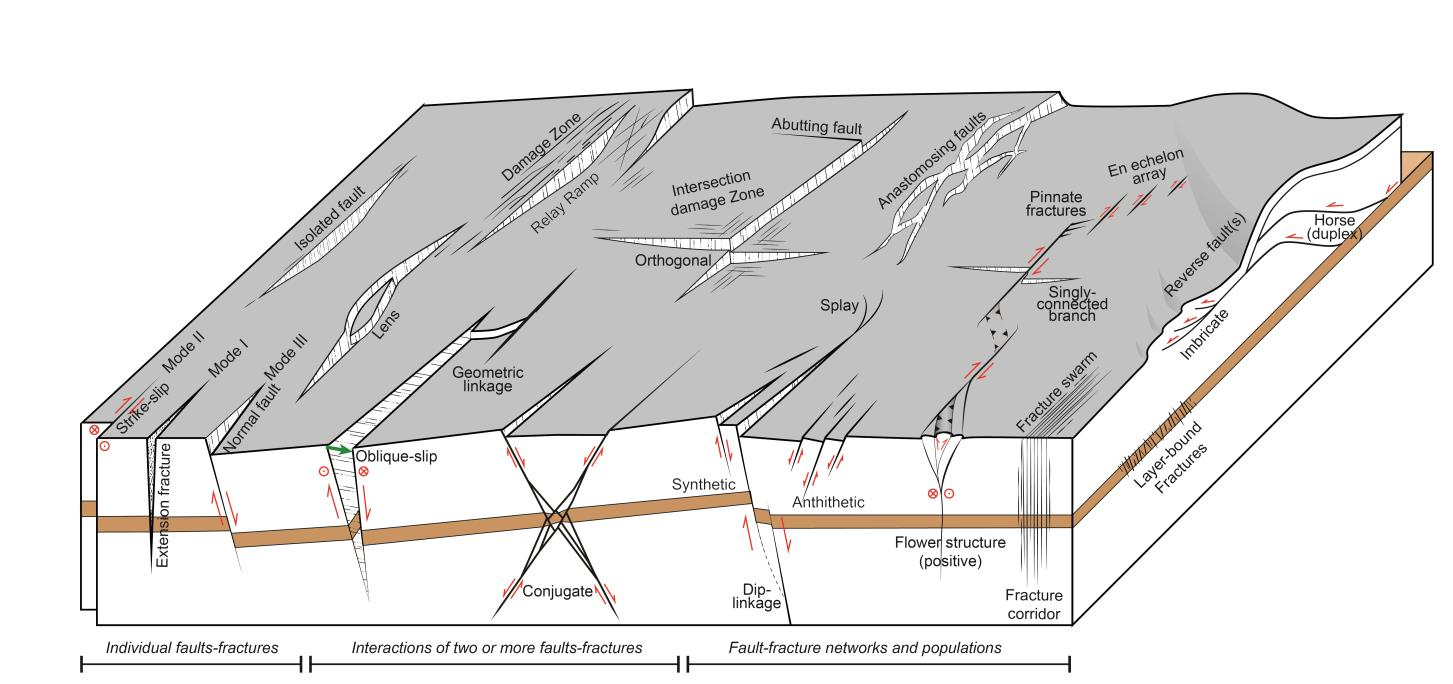 Damage Zone
Abutting fault
Anastomosing faults
En echelon
array
Isolated fault
Relay Ramp
Intersection
damage Zone
Pinnate
fractures
Horse
(duplex)
Orthogonal
Reverse fault(s)
Singly-
connected
branch
Splay
Lens
Imbricate
Mode II
Mode I
Mode III
Geometric
linkage
Fracture swarm
Strike-slip
Normal fault
Extension fracture
Oblique-slip
Layer-bound
Fractures
Synthetic
Anthithetic
Flower structure
(positive)
Conjugate
Dip-
linkage
Fracture
corridor
Individual faults-fractures
Interactions of two or more faults-fractures
Fault-fracture networks and populations